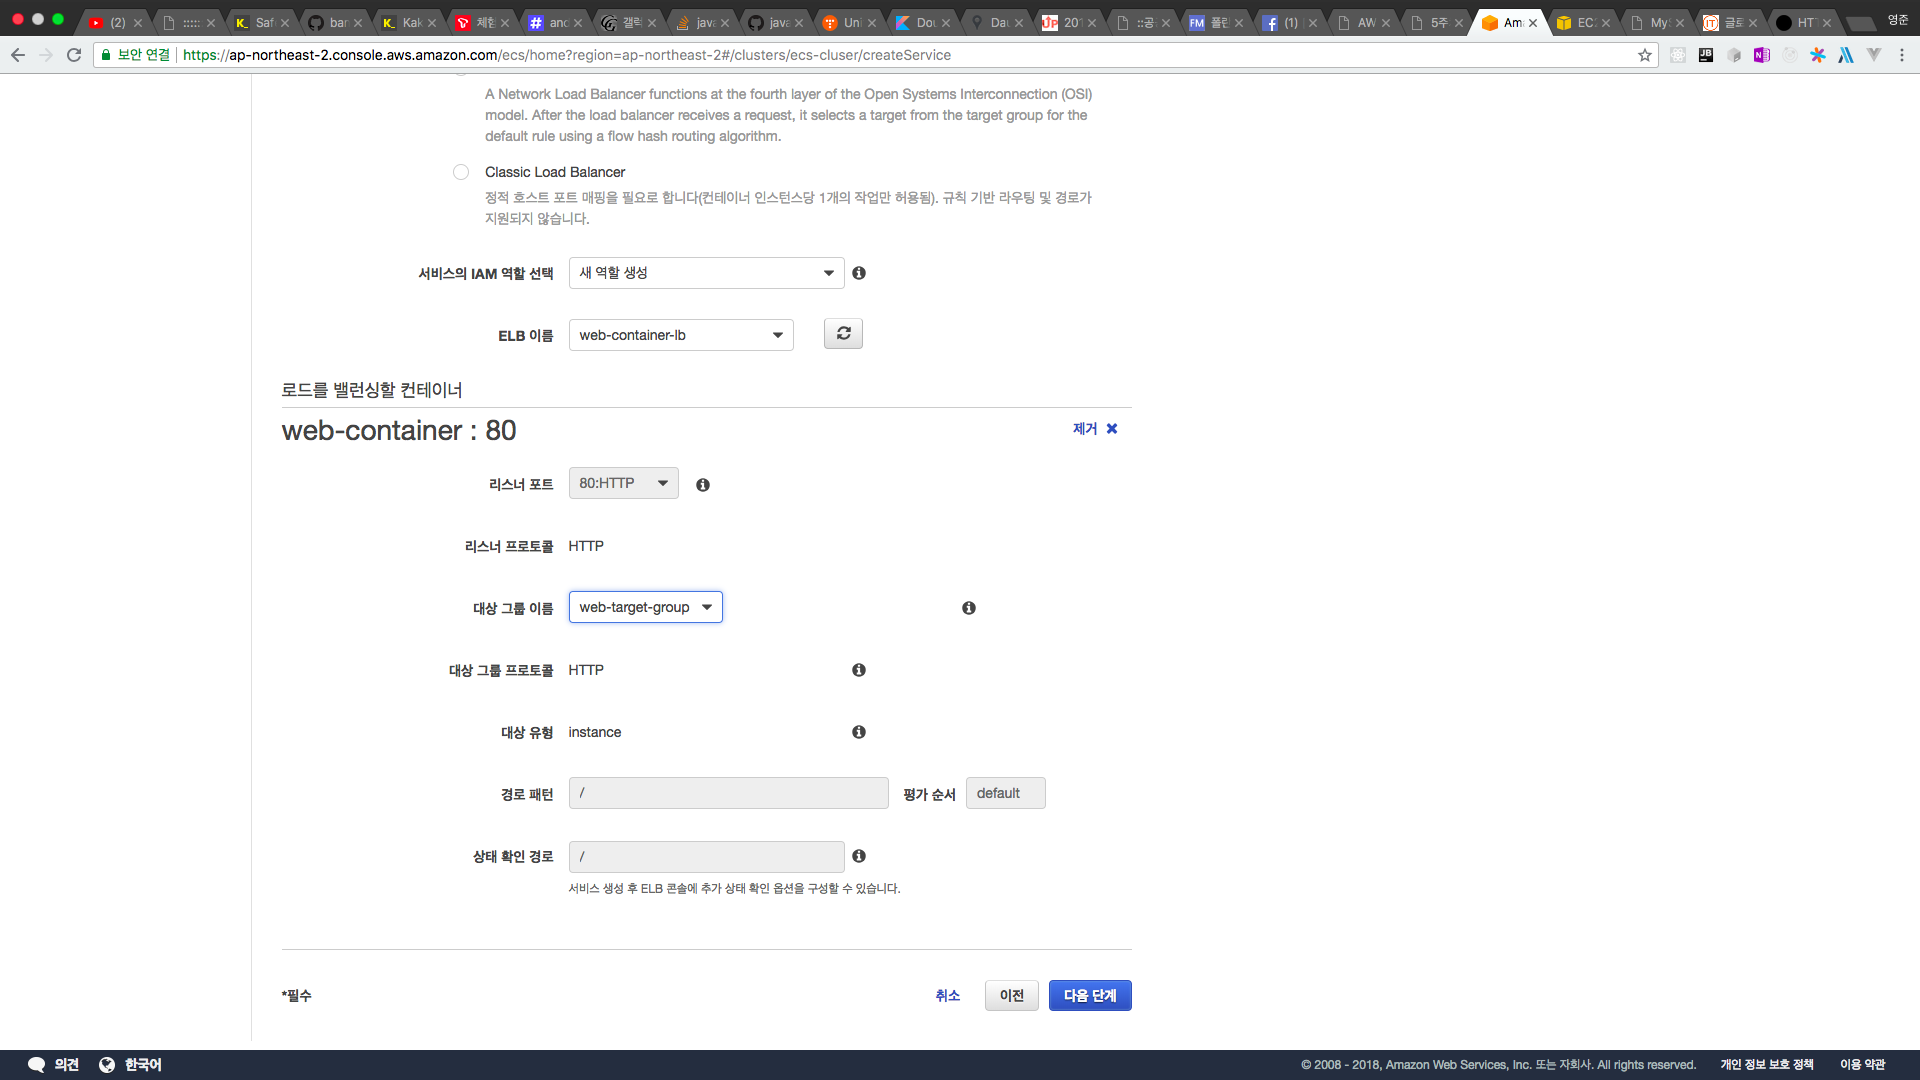 (2)
:::::
Saf
bar
Kak
체험
and
갤럭
java
java
Uni
Dou
Dau
201
::공
플린
(1)
AW
5주
Ama
EC
My
글로
HT
영준
보안 연결
https://ap-northeast-2.console.aws.amazon.com/ecs/home?region=ap-northeast-2#/clusters/ecs-cluser/createService
A Network Load Balancer functions at the fourth layer of the Open Systems Interconnection (OSI)
model. After the load balancer receives a request, it selects a target from the target group for the
default rule using a flow hash routing algorithm.
Classic Load Balancer
정적 호스트 포트 매핑을 필요로 합니다(컨테이너 인스턴스당 1개의 작업만 허용됨). 규칙 기반 라우팅 및 경로가
지원되지 않습니다.
서비스의 IAM 역할 선택 새 역할 생성
ELB 이름 web-container-lb
로드를 밸런싱할 컨테이너
web-container : 80 제거
리스너 포트 80:HTTP
리스너 프로토콜 HTTP
대상 그룹 이름 web-target-group
대상 그룹 프로토콜 HTTP
대상 유형 instance
경로 패턴 / 평가 순서 default
상태 확인 경로 /
서비스 생성 후 ELB 콘솔에 추가 상태 확인 옵션을 구성할 수 있습니다.
*필수 취소 이전 다음 단계
의견 한국어 © 2008 - 2018, Amazon Web Services, Inc. 또는 자회사. All rights reserved. 개인 정보 보호 정책 이용 약관